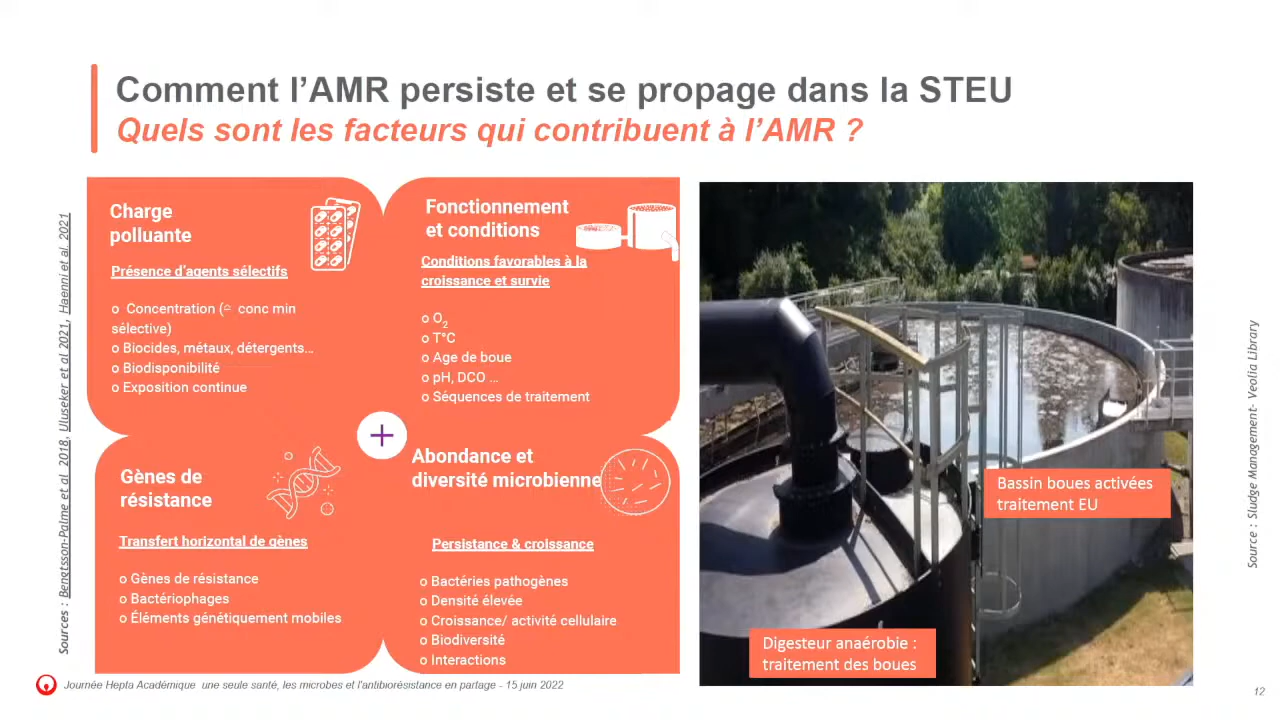 Comment l’AMR persiste et se propage dans la STEU
Quels sont les facteurs qui contribuent à l’AMR ?
Charge
polluante
Présence d'agents sélectifs
o Concentration ( conc min
sélective)
o Biocides, métaux, détergents…
o Biodisponibilité
o Exposition continue
Fonctionnement
et conditions
Conditions favorables à la
croissance et survie
o O2
o T°C
o Age de boue
o pH, DCO ...
o Séquences de traitement
+
Gènes de
résistance
Transfert horizontal de gènes
o Gènes de résistance
o Bactériophages
o Éléments génétiquement mobiles
Abondance et
diversité microbienne
Persistance & croissance
o Bactéries pathogènes
o Densité élevée
o Croissance/ activité cellulaire
o Biodiversité
o Interactions
Bassin boues activées
traitement EU
Digesteur anaérobie :
traitement des boues
Sources : Bengtsson-Palme et al 2018, Uluseker et al 2021, Haenni et al. 2021
Source : Sludge Management- Veolia Library
Journée Hepta Académique une seule santé, les microbes et l'antibiorésistance en partage - 15 juin 2022
12